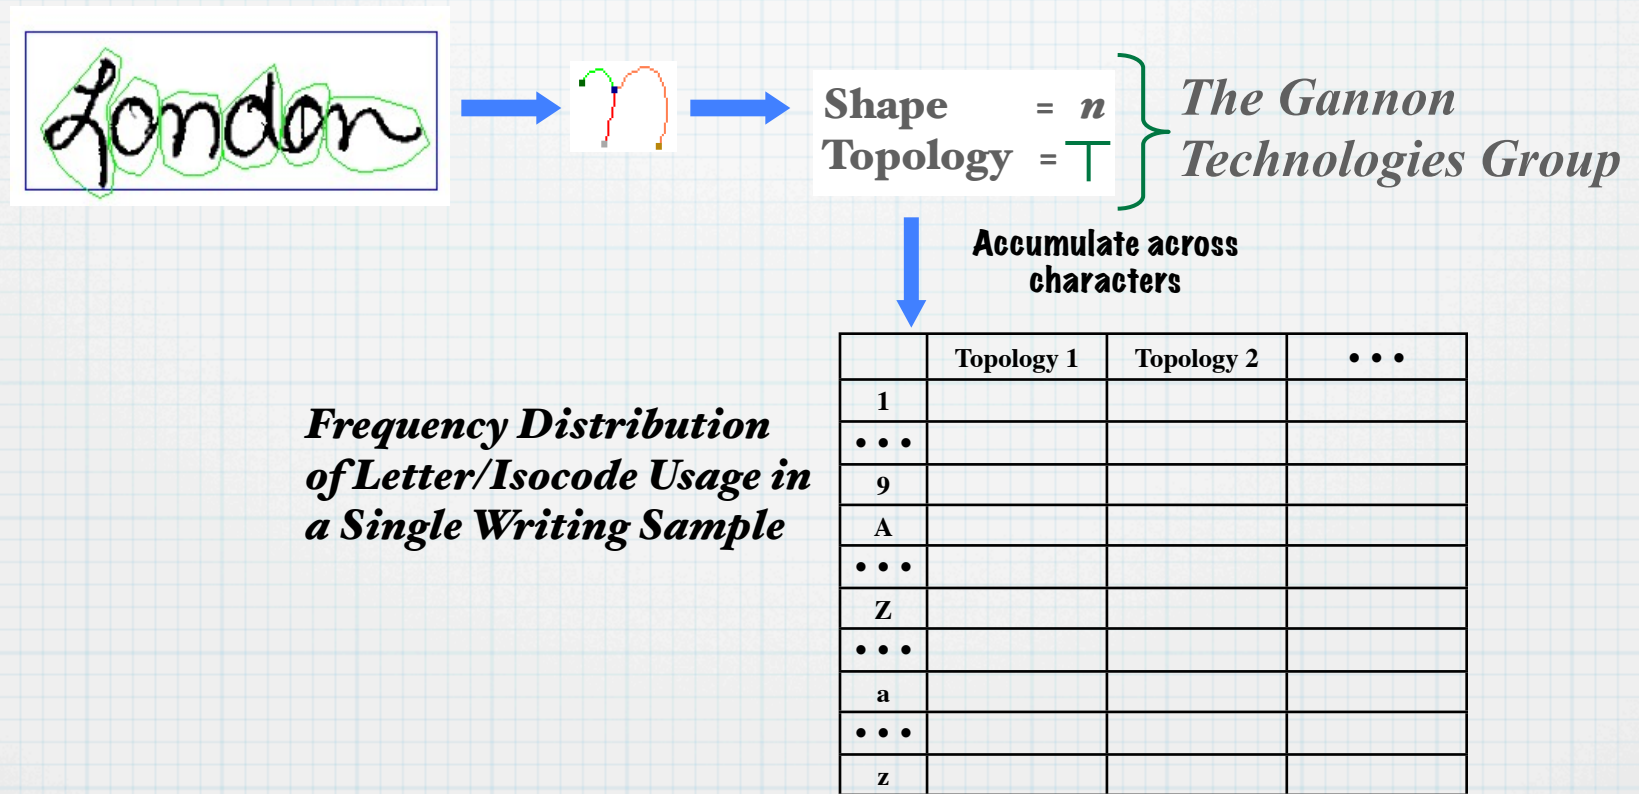 London
Shape = n
Topology =
The Gannon
Technologies Group
Accumulate across
characters
Frequency Distribution
of Letter/Isocode Usage in
a Single Writing Sample
Topology 1 Topology 2 • • •
1
• • •
9
A
• • •
Z
• • •
a
• • •
z